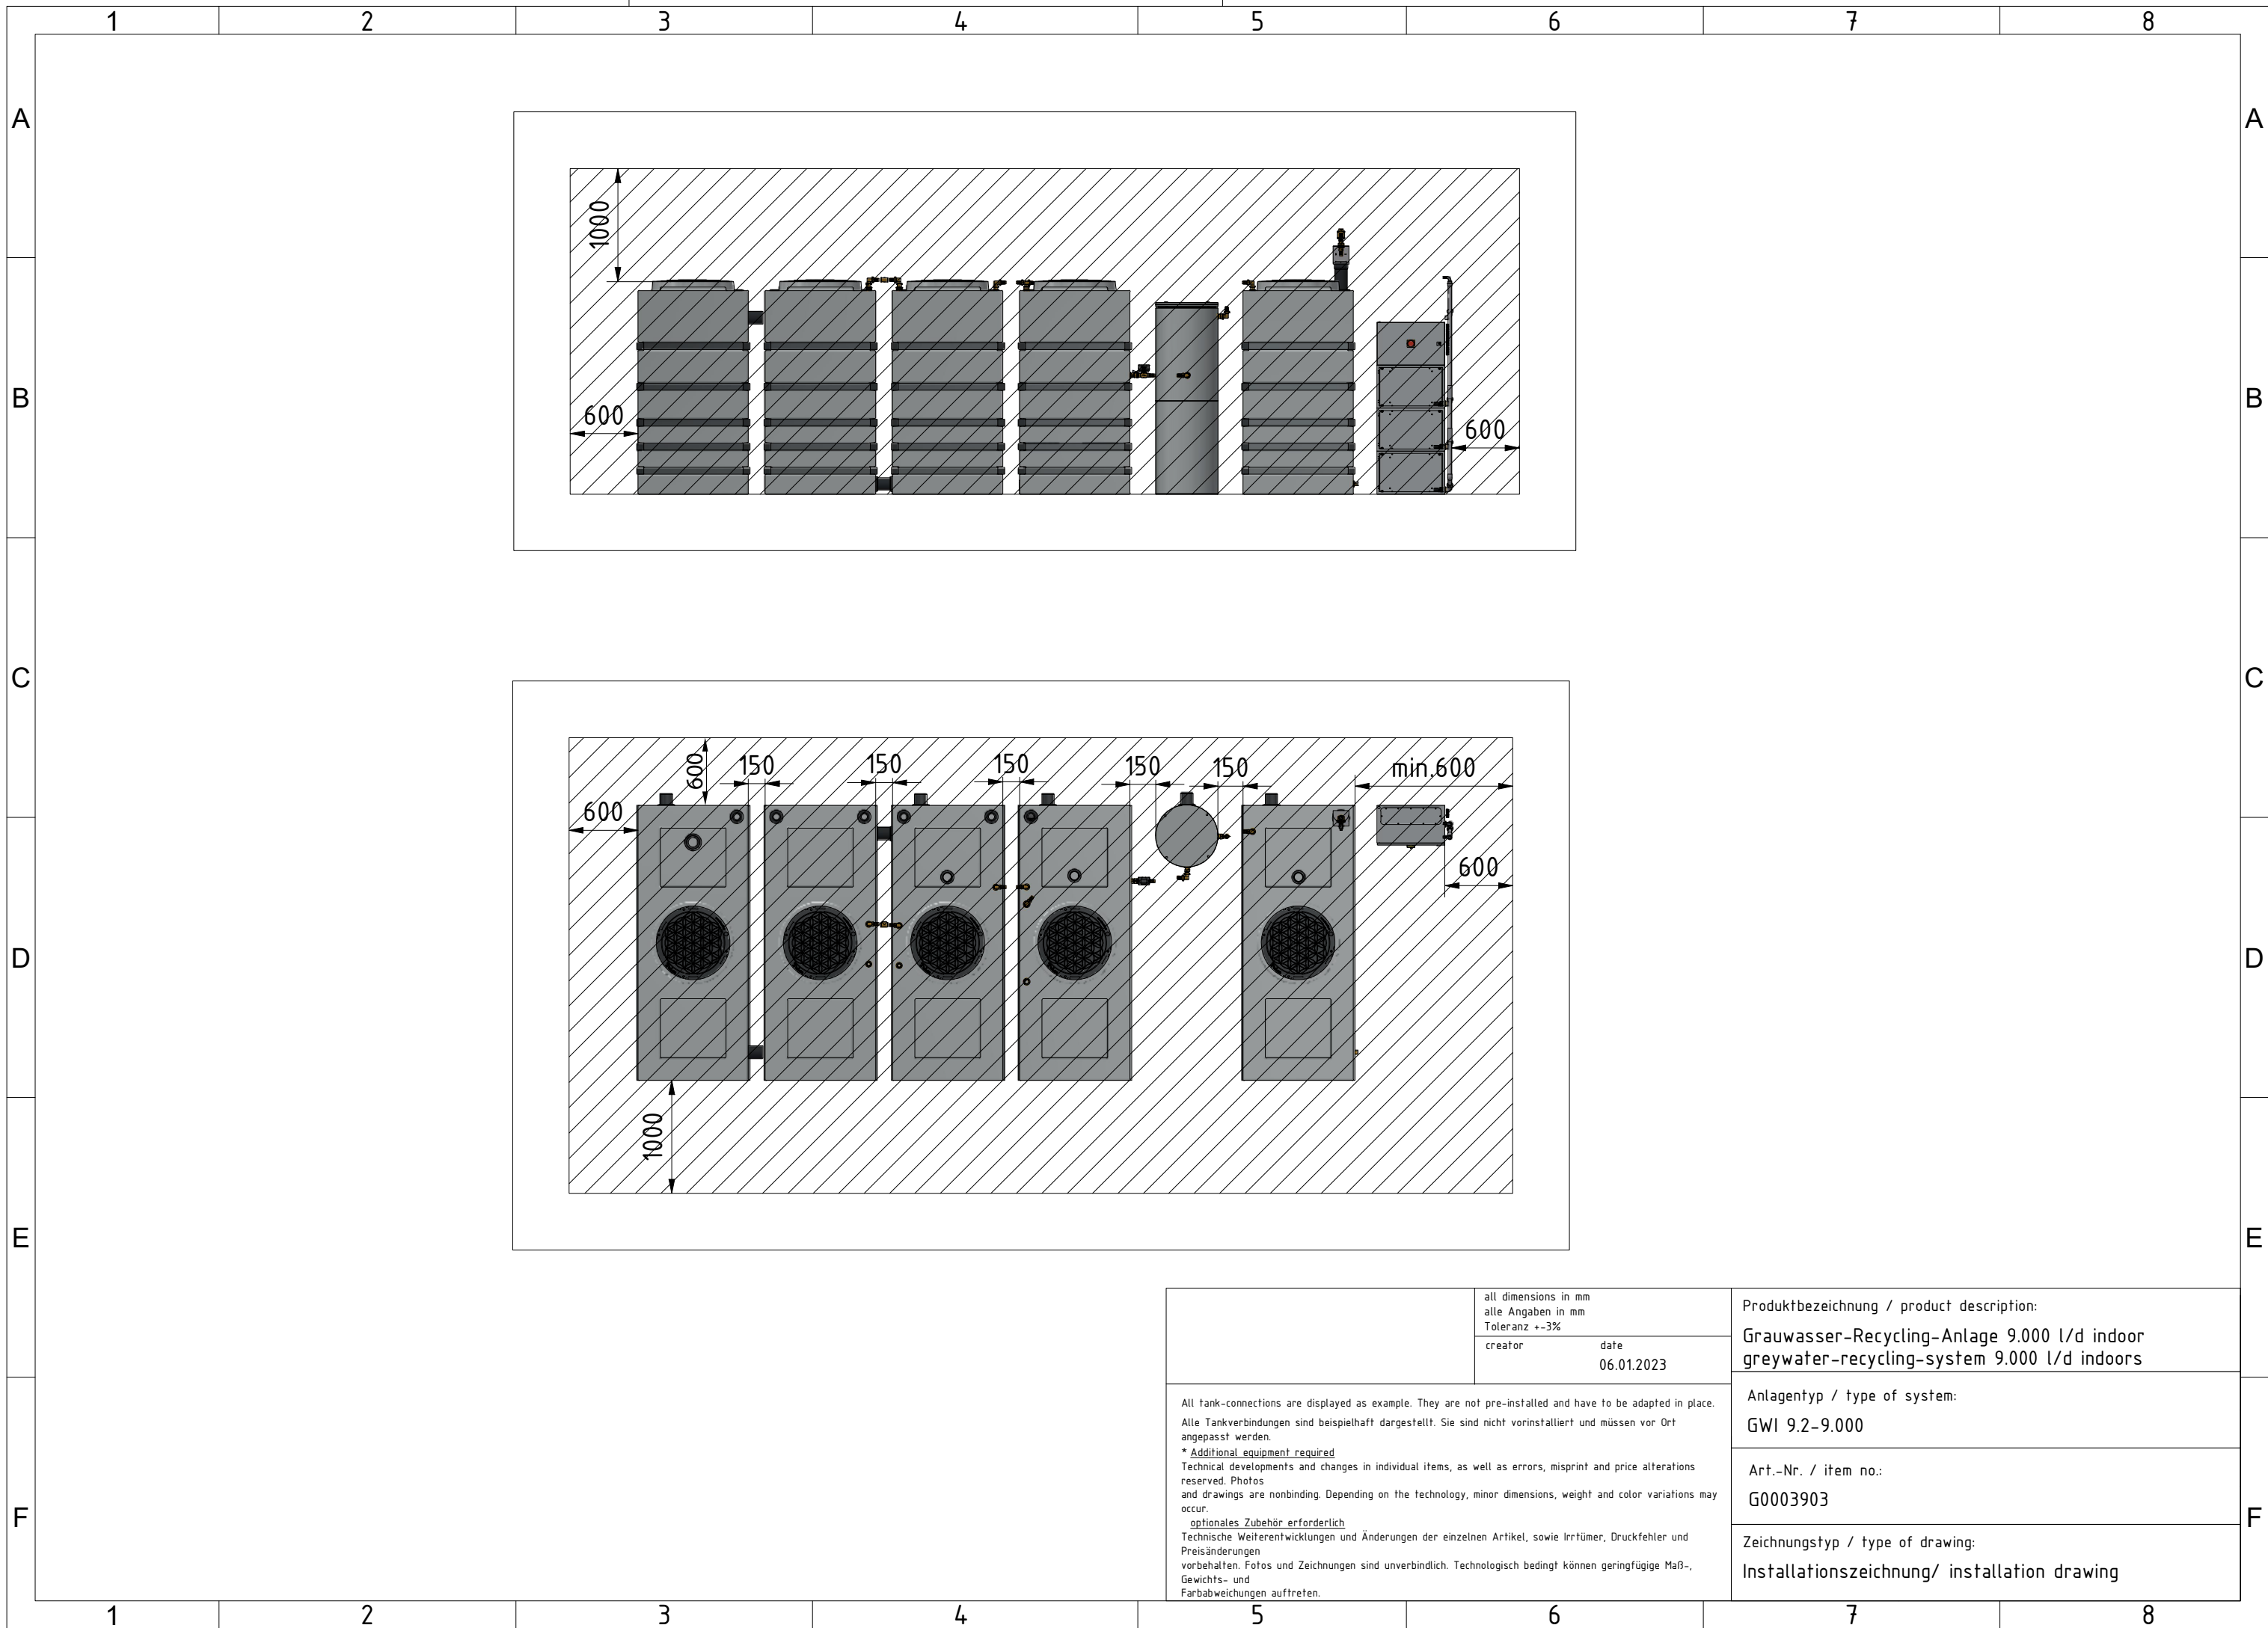 1 2 3 4 5 6 7 8
A A
1000
B B
600 600
C C
600 150 150 150 150 150 min.600
600
600
D D
1000
E E
all dimensions in mm
alle Angaben in mm
Toleranz +-3%
creator date
06.01.2023
Produktbezeichnung / product description:
Grauwasser-Recycling-Anlage 9.000 l/d indoor
greywater-recycling-system 9.000 l/d indoors
Anlagentyp / type of system:
GWI 9.2-9.000
Art.-Nr. / item no.:
G0003903
Zeichnungstyp / type of drawing:
Installationszeichnung/ installation drawing
All tank-connections are displayed as example. They are not pre-installed and have to be adapted in place.
Alle Tankverbindungen sind beispielhaft dargestellt. Sie sind nicht vorinstalliert und müssen vor Ort
angepasst werden.
* Additional equipment required
Technical developments and changes in individual items, as well as errors, misprint and price alterations
reserved. Photos
and drawings are nonbinding. Depending on the technology, minor dimensions, weight and color variations may
occur.
optionales Zubehör erforderlich
Technische Weiterentwicklungen und Änderungen der einzelnen Artikel, sowie Irrtümer, Druckfehler und
Preisänderungen
vorbehalten. Fotos und Zeichnungen sind unverbindlich. Technologisch bedingt können geringfügige Maß-,
Gewichts- und
Farbabweichungen auftreten.
F F
1 2 3 4 5 6 7 8